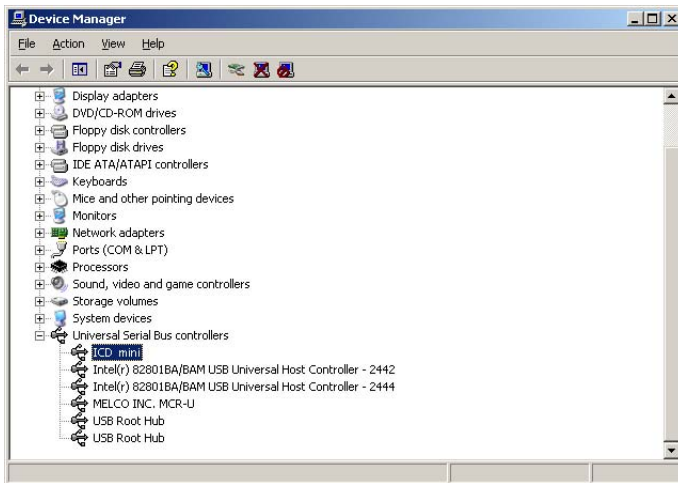 Device Manager
File Action View Help
Display adapters
DVD/CD-ROM drives
Floppy disk controllers
Floppy disk drives
IDE ATA/ATAPI controllers
Keyboards
Mice and other pointing devices
Monitors
Network adapters
Ports (COM & LPT)
Processors
Sound, video and game controllers
Storage volumes
System devices
Universal Serial Bus controllers
ICD mini
Intel(r) 82801BA/BAM USB Universal Host Controller - 2442
Intel(r) 82801BA/BAM USB Universal Host Controller - 2444
MELCO INC. MCR-U
USB Root Hub
USB Root Hub